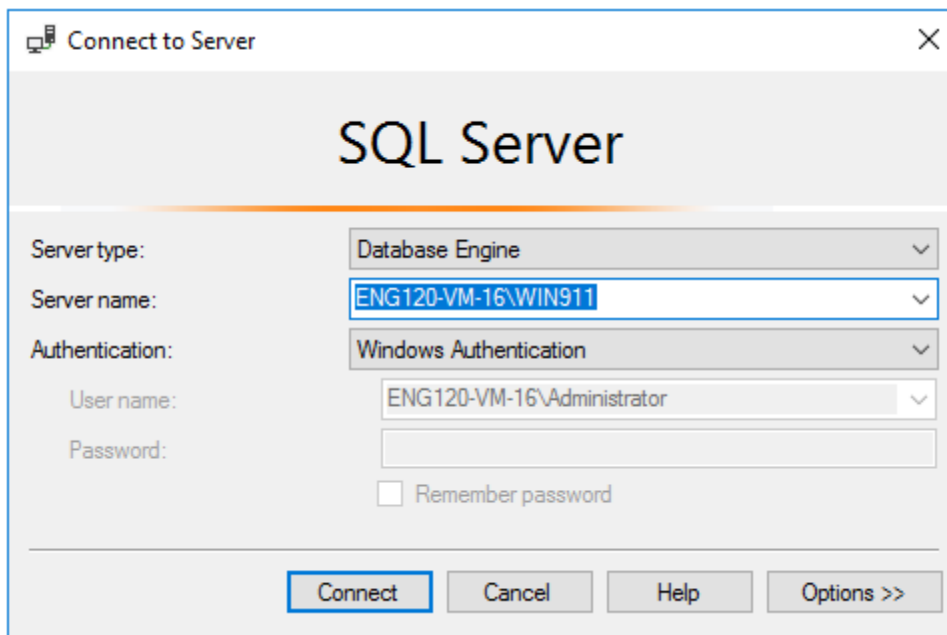 Connect to Server
SQL Server
Server type: Database Engine
Server name: ENG120-VM-16\WIN911
Authentication: Windows Authentication
User name: ENG120-VM-16\Administrator
Password:
Remember password
Connect Cancel Help Options >>